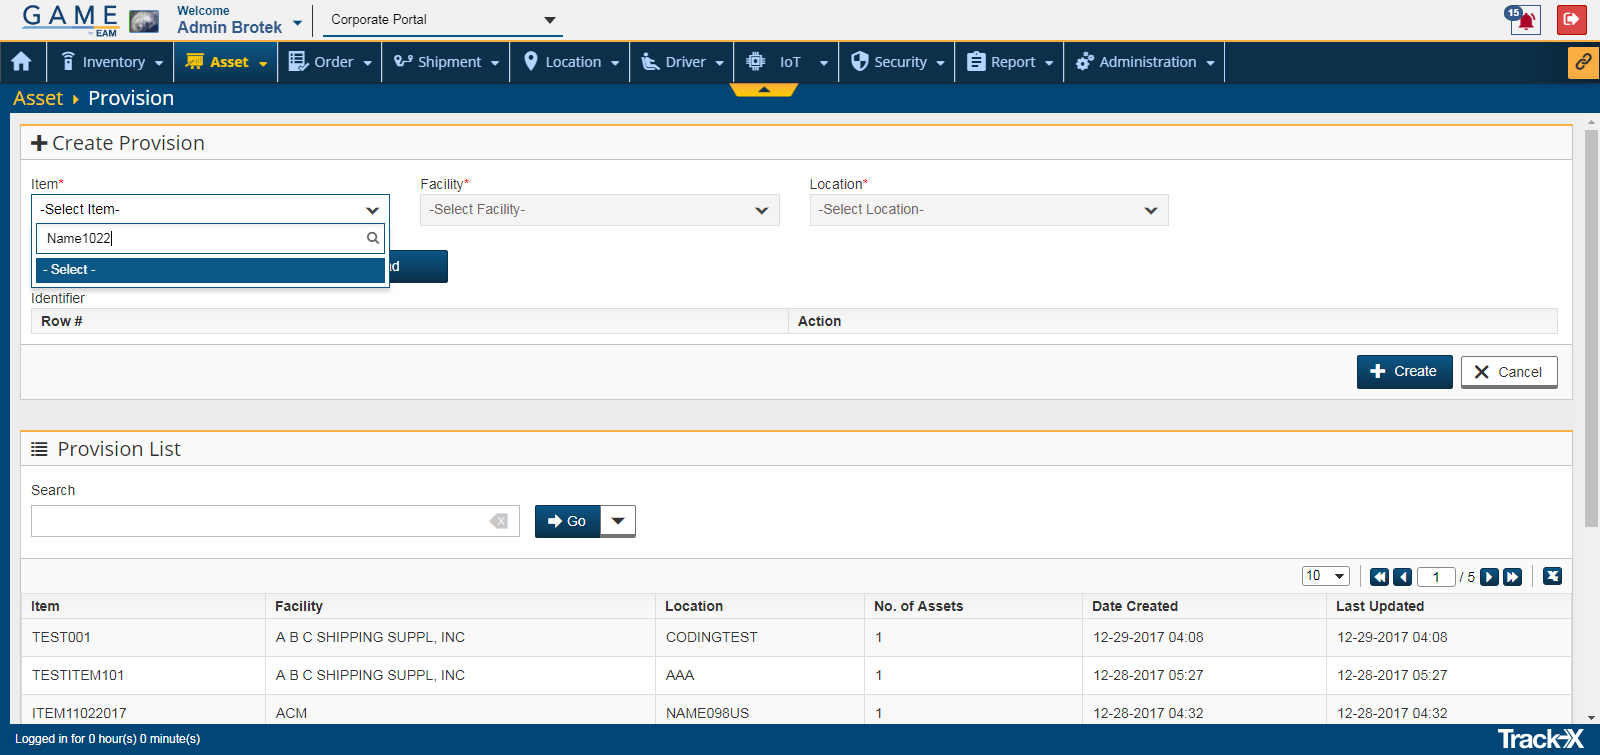 GAME
by EAM
Welcome
Admin Brotek
Corporate Portal
15
Inventory
Asset
Order
Shipment
Location
Driver
IoT
Security
Report
Administration
Asset Provision
Create Provision
Item* Facility* Location*
-Select Item- -Select Facility- -Select Location-
Name1022
- Select -
d
Identifier
Row # Action
Create Cancel
Provision List
Search
X Go
10 1 / 5
Item Facility Location No. of Assets Date Created Last Updated
TEST001 A B C SHIPPING SUPPL, INC CODINGTEST 1 12-29-2017 04:08 12-29-2017 04:08
TESTITEM101 A B C SHIPPING SUPPL, INC AAA 1 12-28-2017 05:27 12-28-2017 05:27
ITEM11022017 ACM NAME098US 1 12-28-2017 04:32 12-28-2017 04:32
Logged in for 0 hour(s) 0 minute(s) Track-X